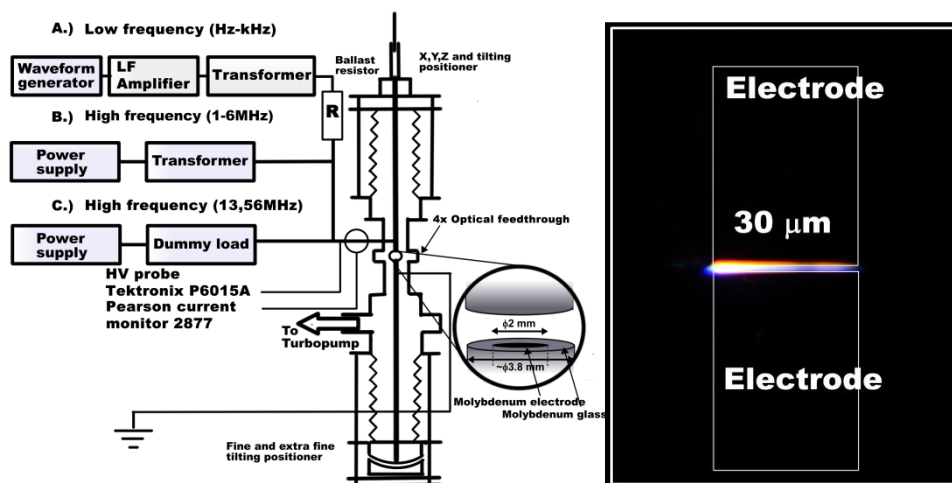 A.) Low frequency (Hz-kHz)
Waveform
generator
LF
Amplifier
Transformer
Ballast
resistor
R
X,Y,Z and tilting
positioner
B.) High frequency (1-6MHz)
Power
supply
Transformer
C.) High frequency (13,56MHz)
Power
supply
Dummy load
4x Optical feedthrough
HV probe
Tektronix P6015A
Pearson current
monitor 2877
To
Turbopump
ϕ2 mm
~ϕ3.8 mm
Molybdenum electrode
Molybdenum glass
Fine and extra fine
tilting positioner
Electrode
30 μm
Electrode